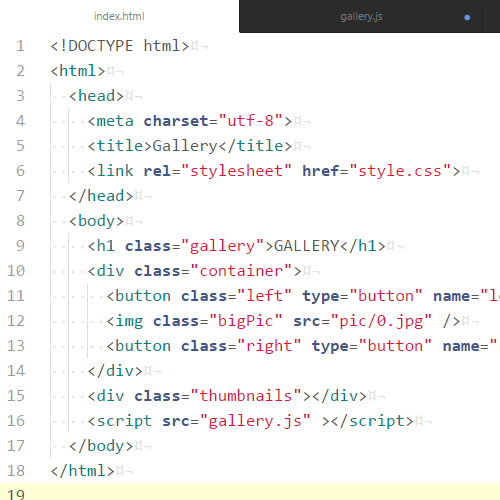 index.html gallery.js
1 <!DOCTYPE html>
2 <html>
3 <head>
4 <meta charset="utf-8">
5 <title>Gallery</title>
6 <link rel="stylesheet" href="style.css">
7 </head>
8 <body>
9 <h1 class="gallery">GALLERY</h1>
10 <div class="container">
11 <button class="left" type="button" name="l
12 <img class="bigPic" src="pic/0.jpg" />
13 <button class="right" type="button" name="
14 </div>
15 <div class="thumbnails"></div>
16 <script src="gallery.js" ></script>
17 </body>
18 </html>
19